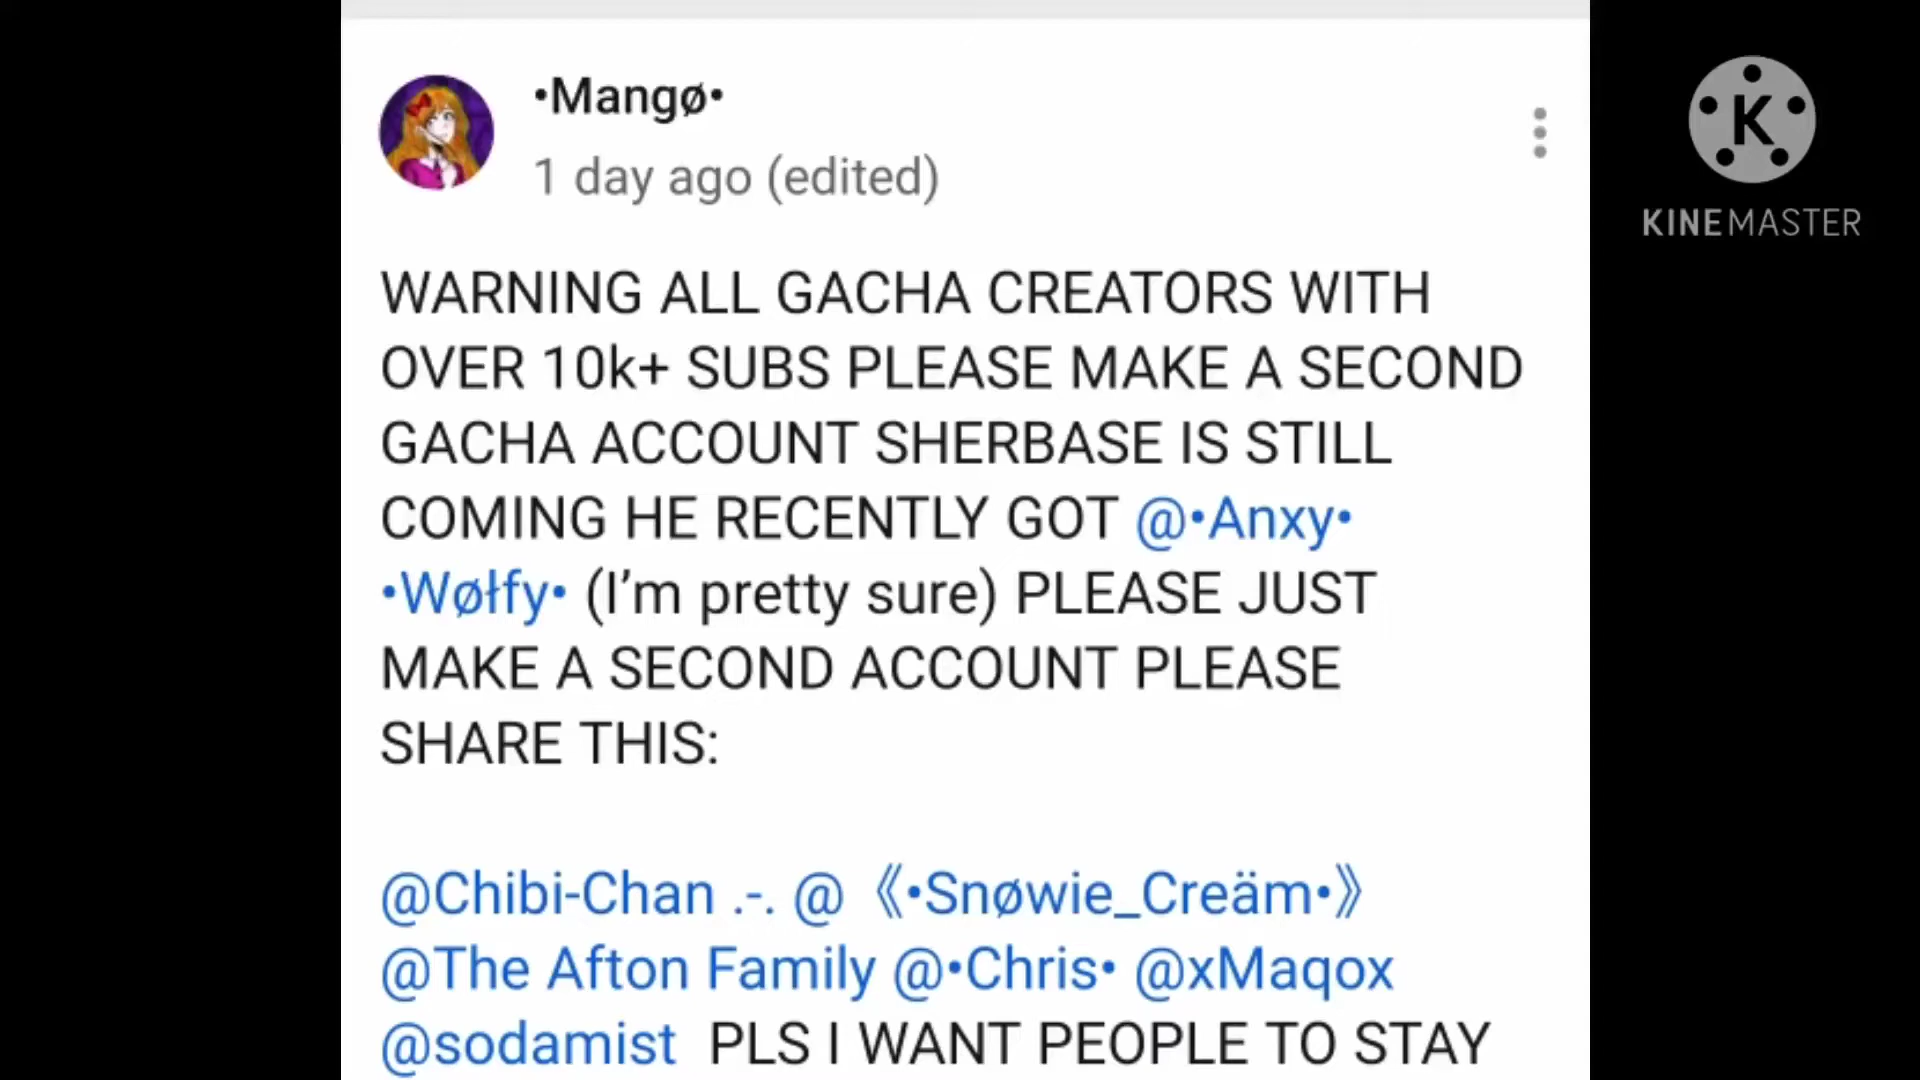 •Mangø•
1 day ago (edited)
K
KINEMASTER
WARNING ALL GACHA CREATORS WITH
OVER 10k+ SUBS PLEASE MAKE A SECOND
GACHA ACCOUNT SHERBASE IS STILL
COMING HE RECENTLY GOT @•Anxy•
•Wøłfy• (I’m pretty sure) PLEASE JUST
MAKE A SECOND ACCOUNT PLEASE
SHARE THIS:
@Chibi-Chan .-. @《•Snøwie_Creäm•》
@The Afton Family @•Chris• @xMaqox
@sodamist PLS I WANT PEOPLE TO STAY